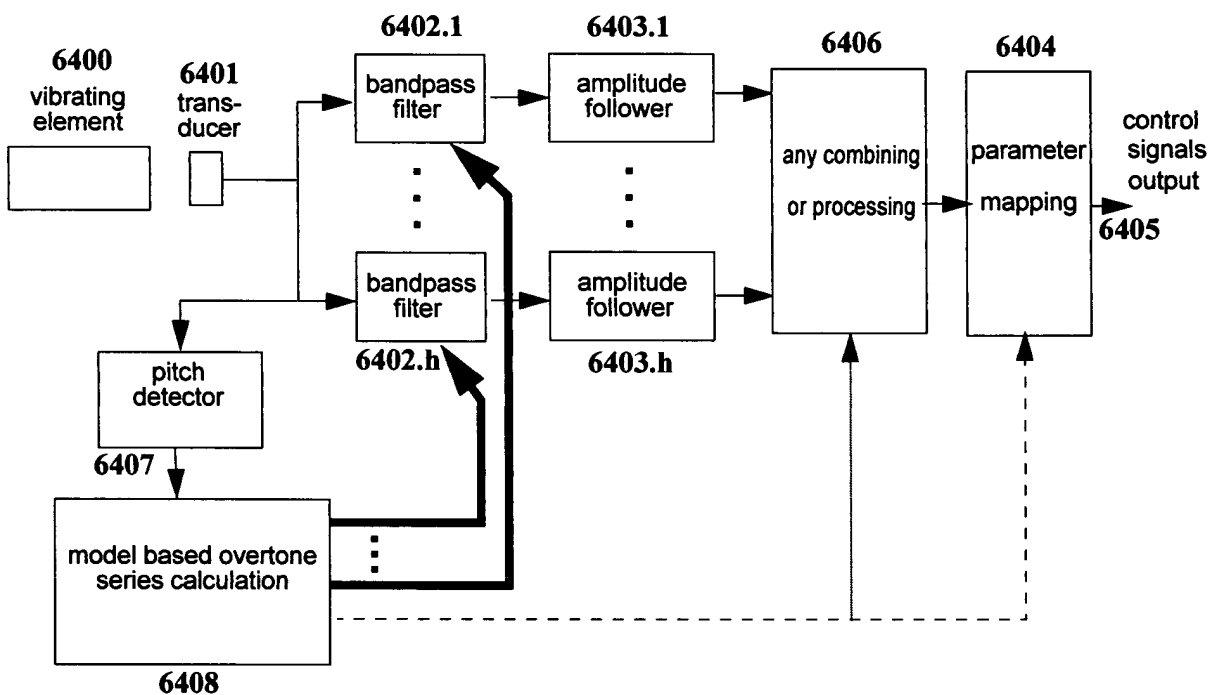 6400
vibrating
element
6401
trans-
ducer
6402.1
bandpass
filter
6403.1
amplitude
follower
6406
any combining
or processing
6404
parameter
mapping
control
signals
output
6405
bandpass
filter
6402.h
amplitude
follower
6403.h
pitch
detector
6407
model based overtone
series calculation
6408